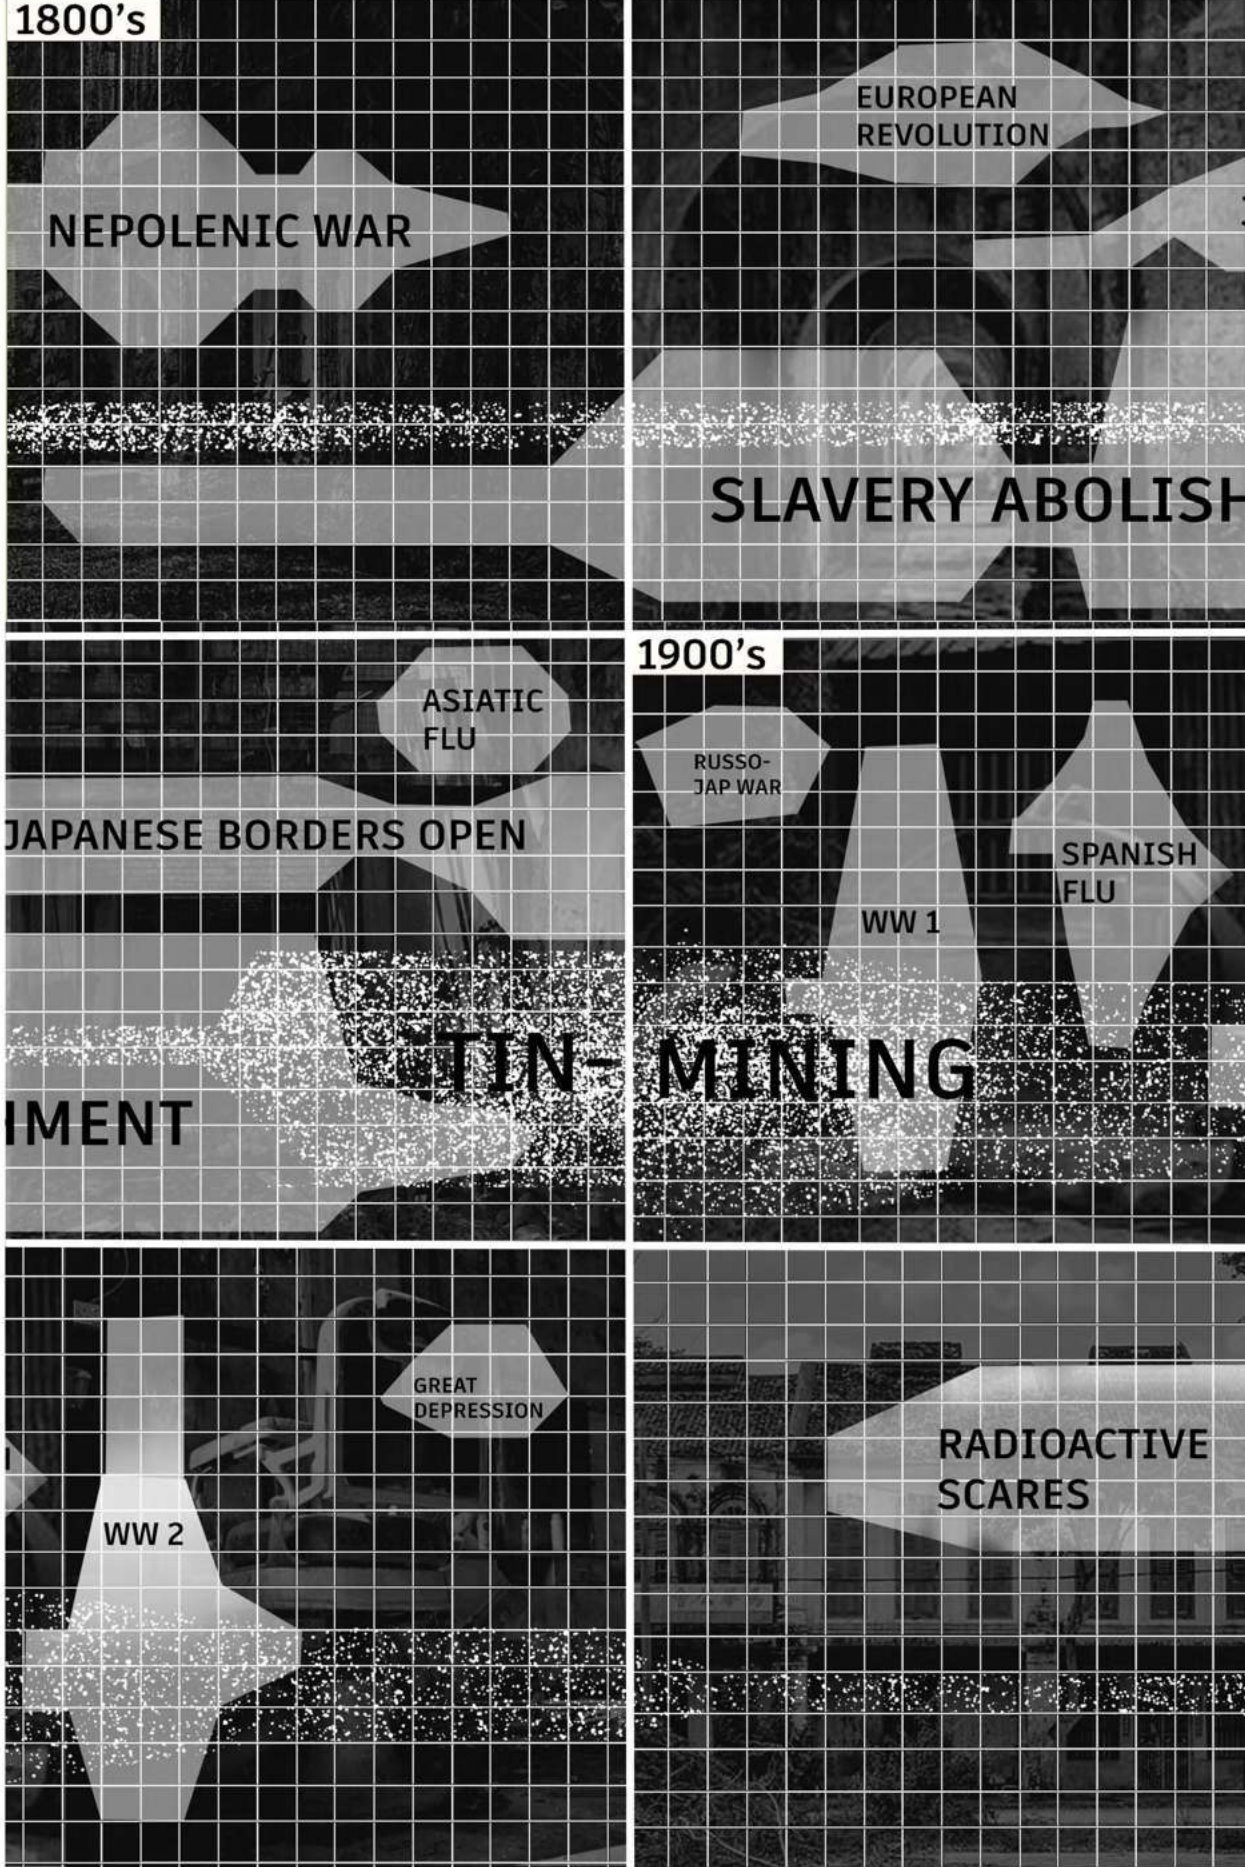 1800's
NEPOLENIC WAR
EUROPEAN
REVOLUTION
SLAVERY ABOLISH
ASIATIC
FLU
JAPANESE BORDERS OPEN
HMENT
TIN-
1900's
RUSSO-
JAP WAR
WW 1
SPANISH
FLU
MINING
WW 2
GREAT
DEPRESSION
RADIOACTIVE
SCARES